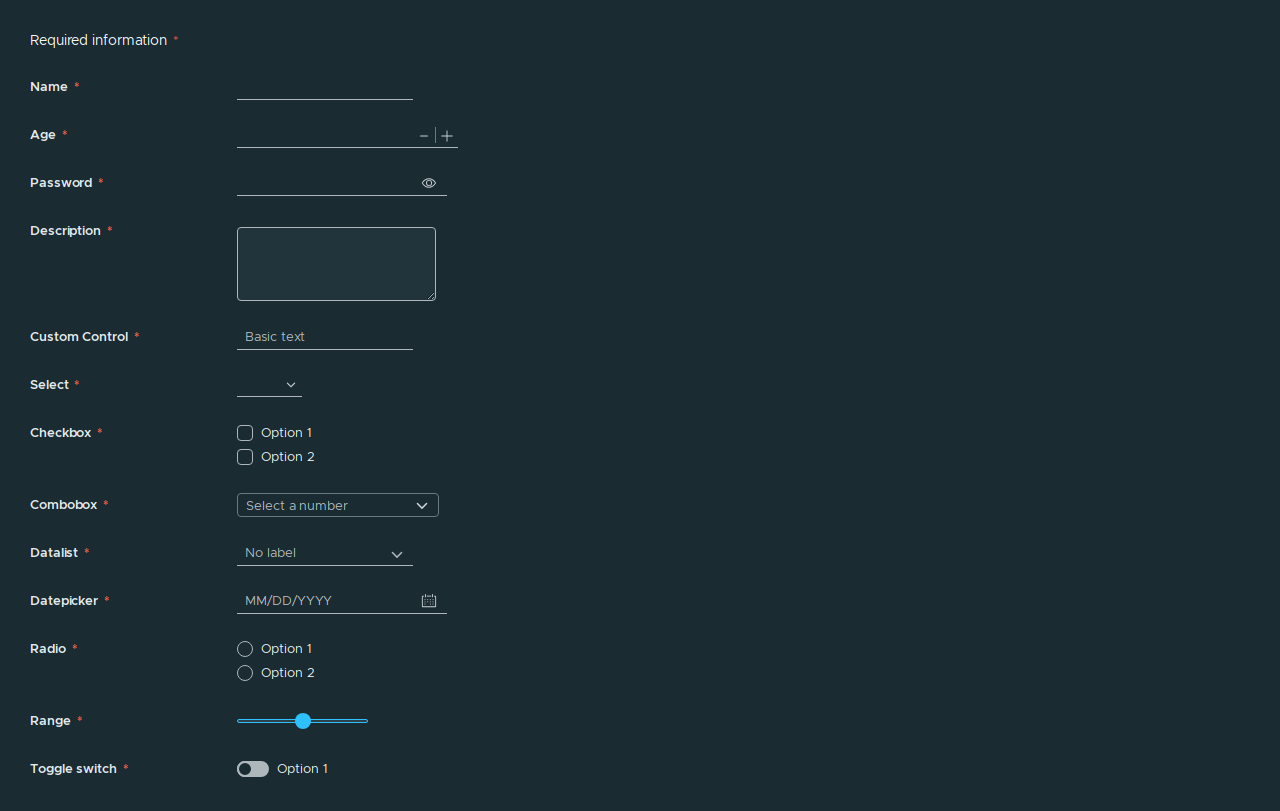 Required information *
Name *
Age *
Password *
Description *
Custom Control * Basic text
Select *
Checkbox * Option 1
Option 2
Combobox * Select a number
Datalist * No label
Datepicker * MM/DD/YYYY
Radio * Option 1
Option 2
Range *
Toggle switch * Option 1